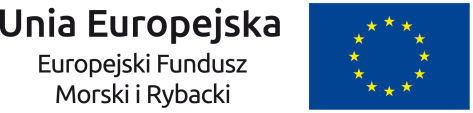 Unia Europejska
Europejski Fundusz
Morski i Rybacki